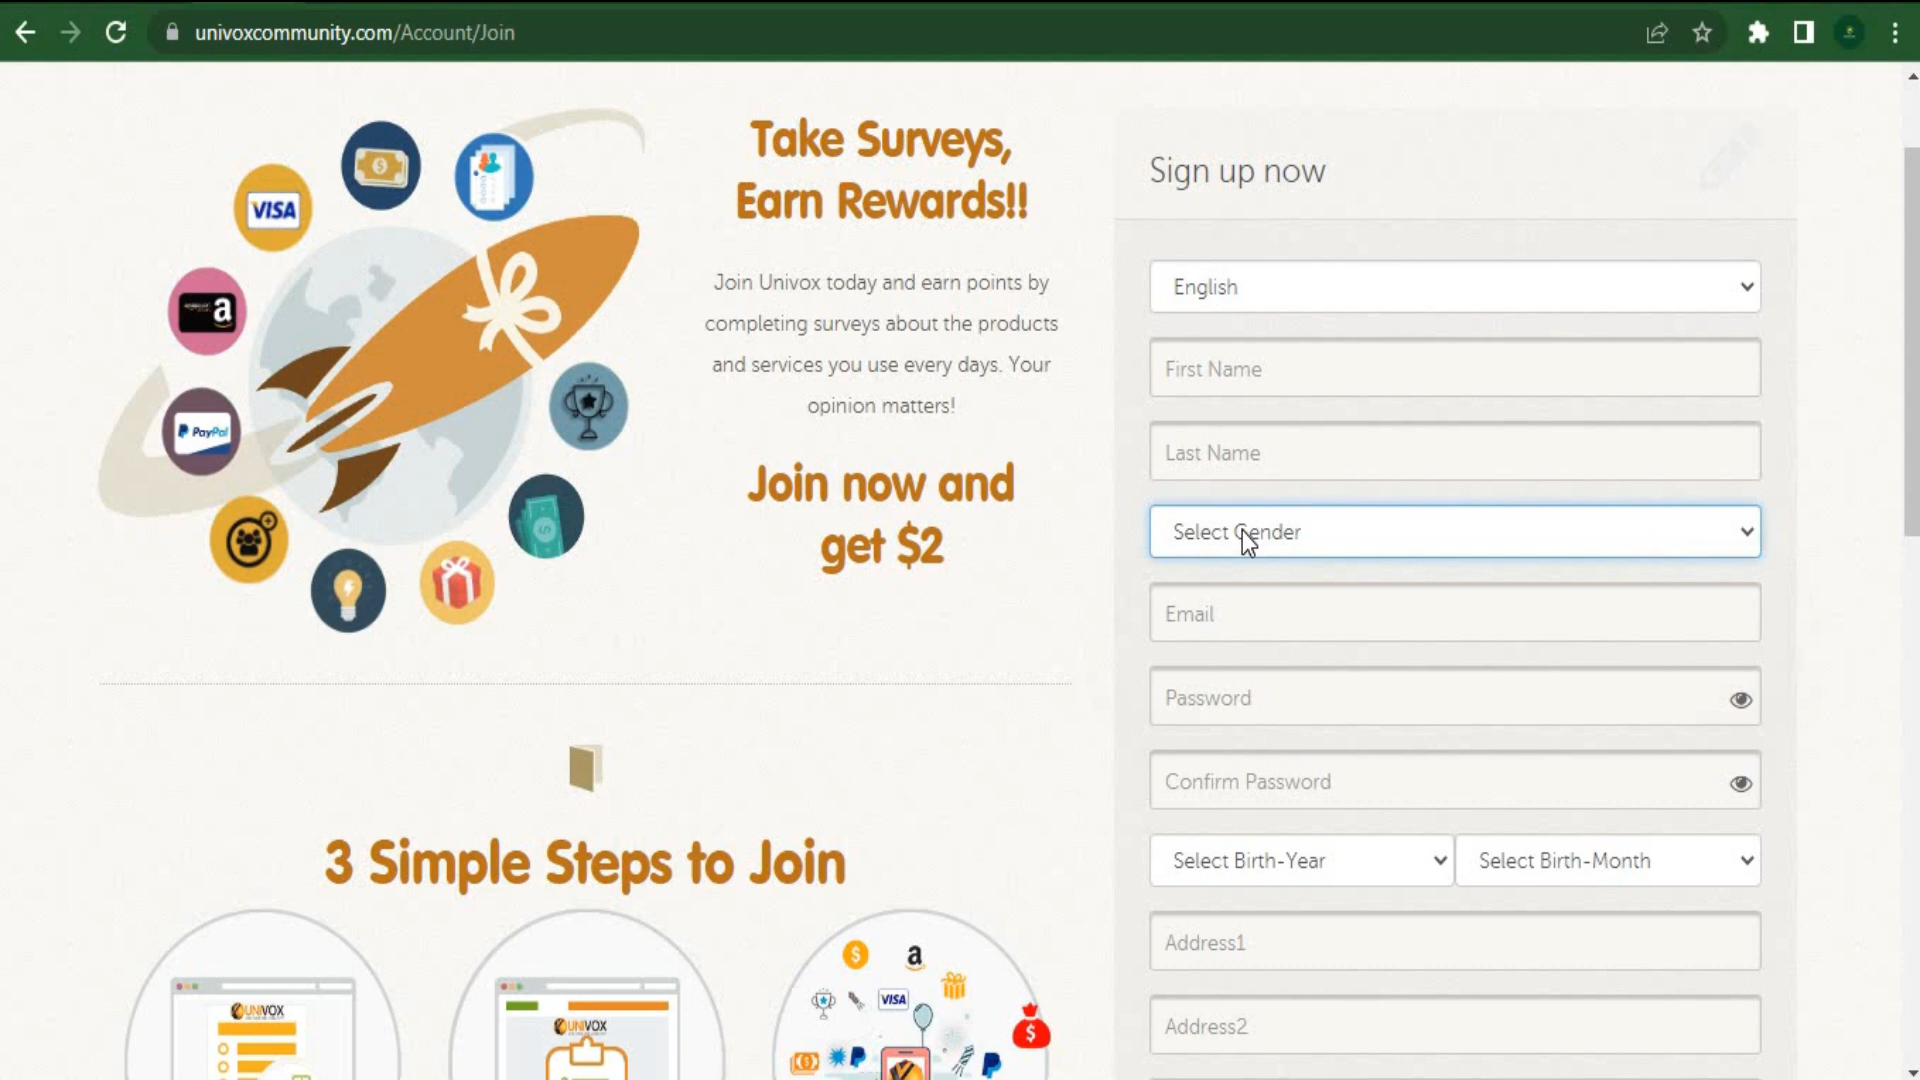 univoxcommunity.com/Account/Join
Take Surveys,
Earn Rewards!!
Join Univox today and earn points by
completing surveys about the products
and services you use every days. Your
opinion matters!
Join now and
get $2
VISA
a
PayPal
3 Simple Steps to Join
UNIVOX
UNIVOX
a
VISA
Sign up now
English
First Name
Last Name
Select Gender
Email
Password
Confirm Password
Select Birth-Year
Select Birth-Month
Address1
Address2